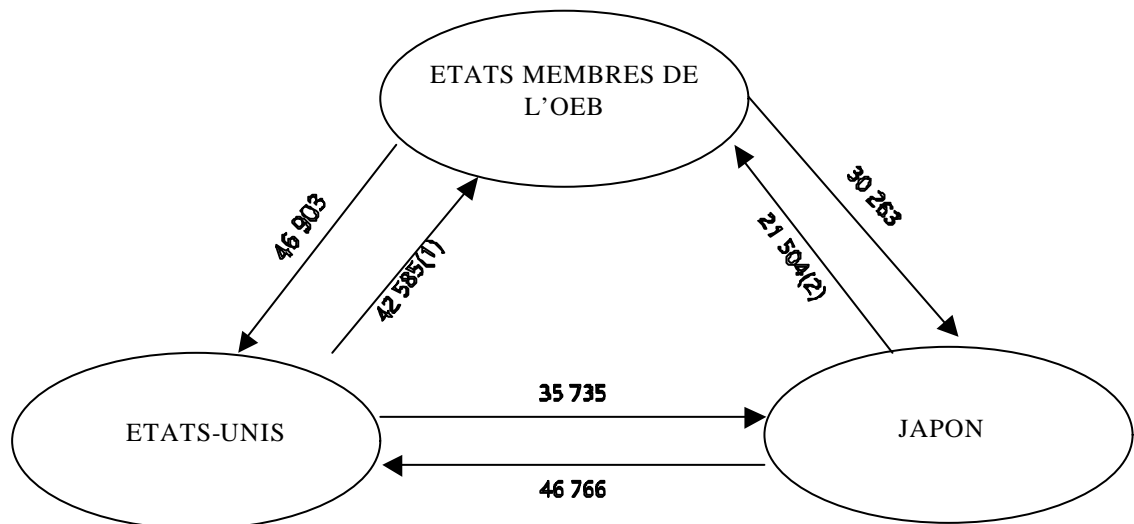 ETATS MEMBRES DE
L'OEB
46 903
42 585(1)
21 504(2)
30 263
35 735
ETATS-UNIS
JAPON
46 766